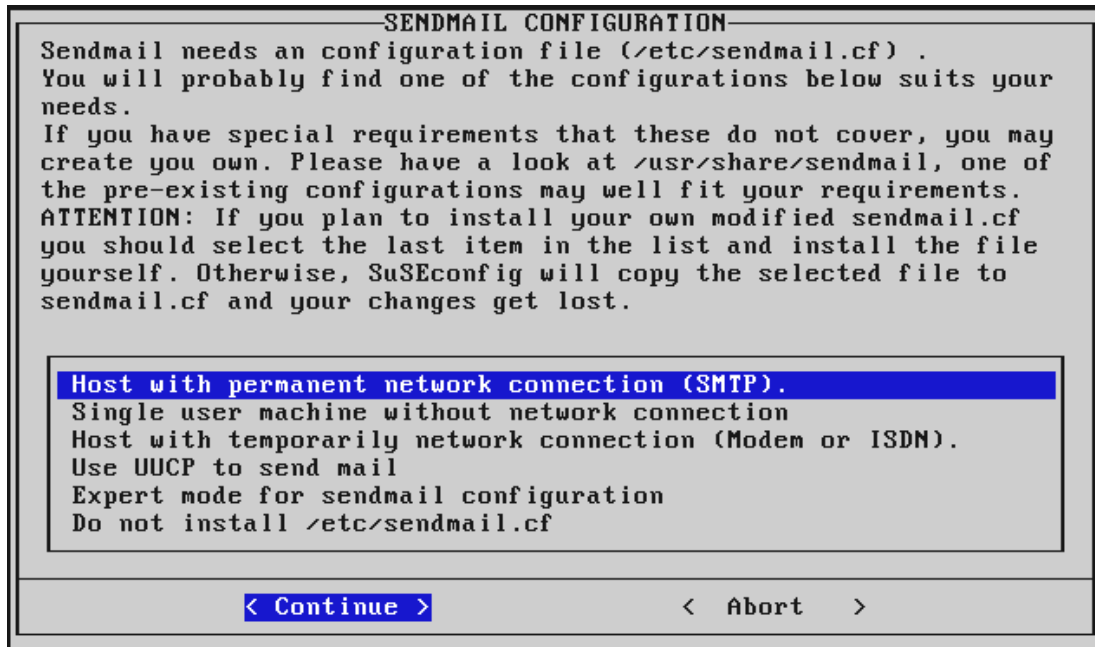 SENDMAIL CONFIGURATION
Sendmail needs an configuration file (/etc/sendmail.cf) .
You will probably find one of the configurations below suits your
needs.
If you have special requirements that these do not cover, you may
create you own. Please have a look at /usr/share/sendmail, one of
the pre-existing configurations may well fit your requirements.
ATTENTION: If you plan to install your own modified sendmail.cf
you should select the last item in the list and install the file
yourself. Otherwise, SuSEconfig will copy the selected file to
sendmail.cf and your changes get lost.
Host with permanent network connection (SMTP).
Single user machine without network connection
Host with temporarily network connection (Modem or ISDN).
Use UUCP to send mail
Expert mode for sendmail configuration
Do not install /etc/sendmail.cf
< Continue > < Abort >